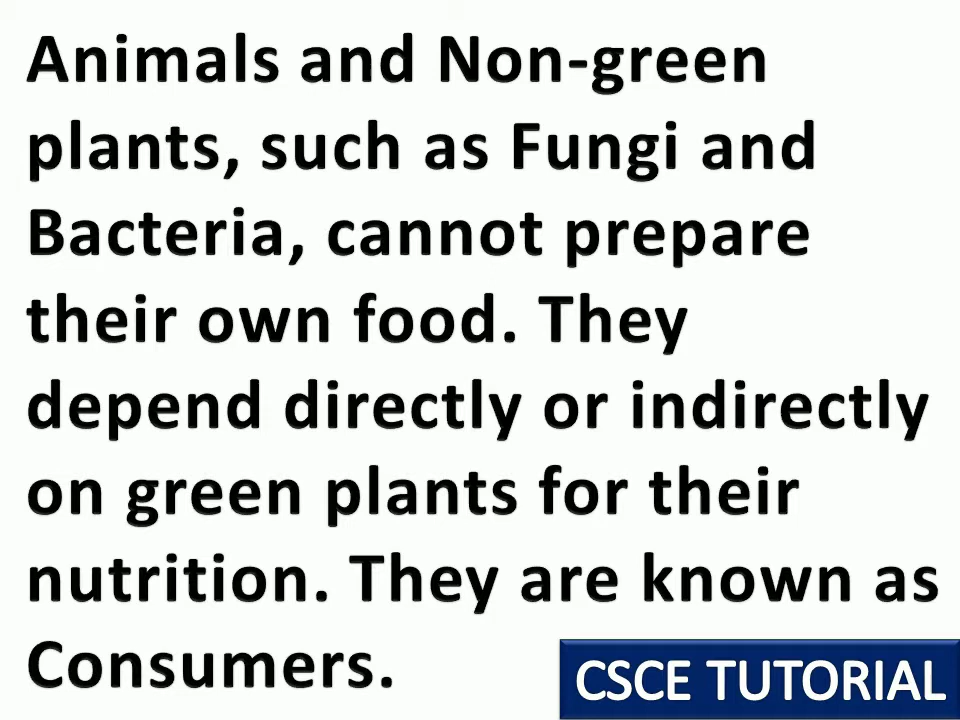 Animals and Non-green
plants, such as Fungi and
Bacteria, cannot prepare
their own food. They
depend directly or indirectly
on green plants for their
nutrition. They are known as
Consumers.
CSCE TUTORIAL